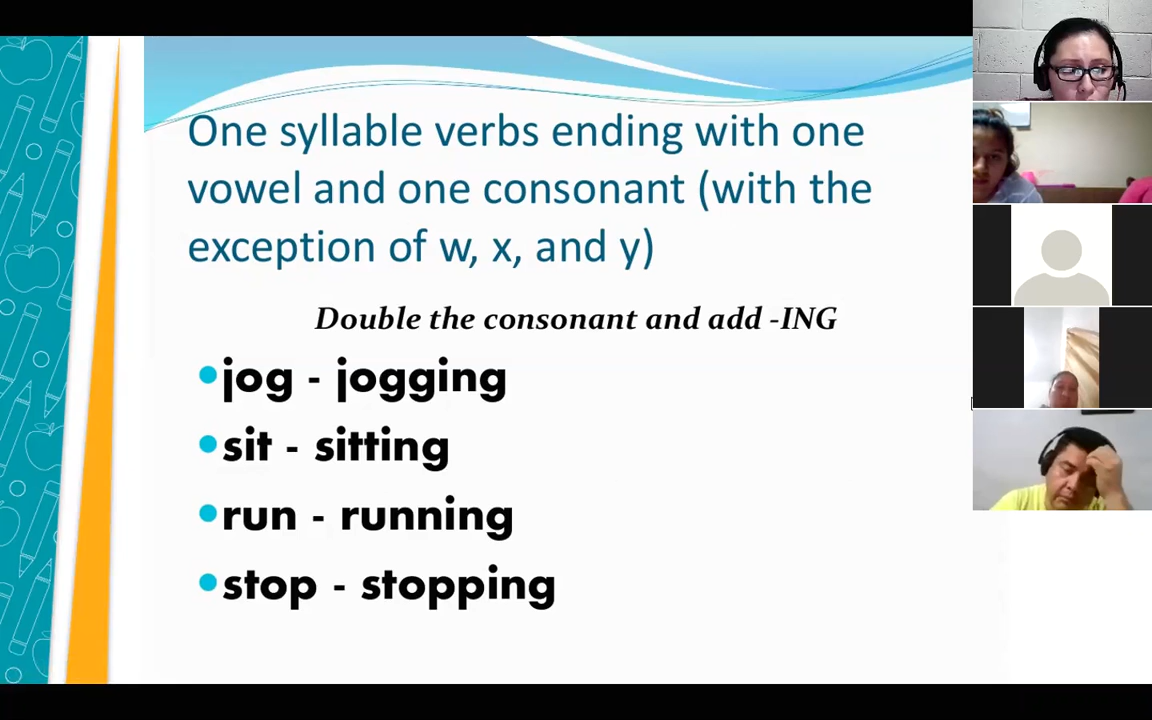 One syllable verbs ending with one
vowel and one consonant (with the
exception of w, x, and y)
Double the consonant and add -ING
•jog - jogging
•sit - sitting
•run - running
•stop - stopping